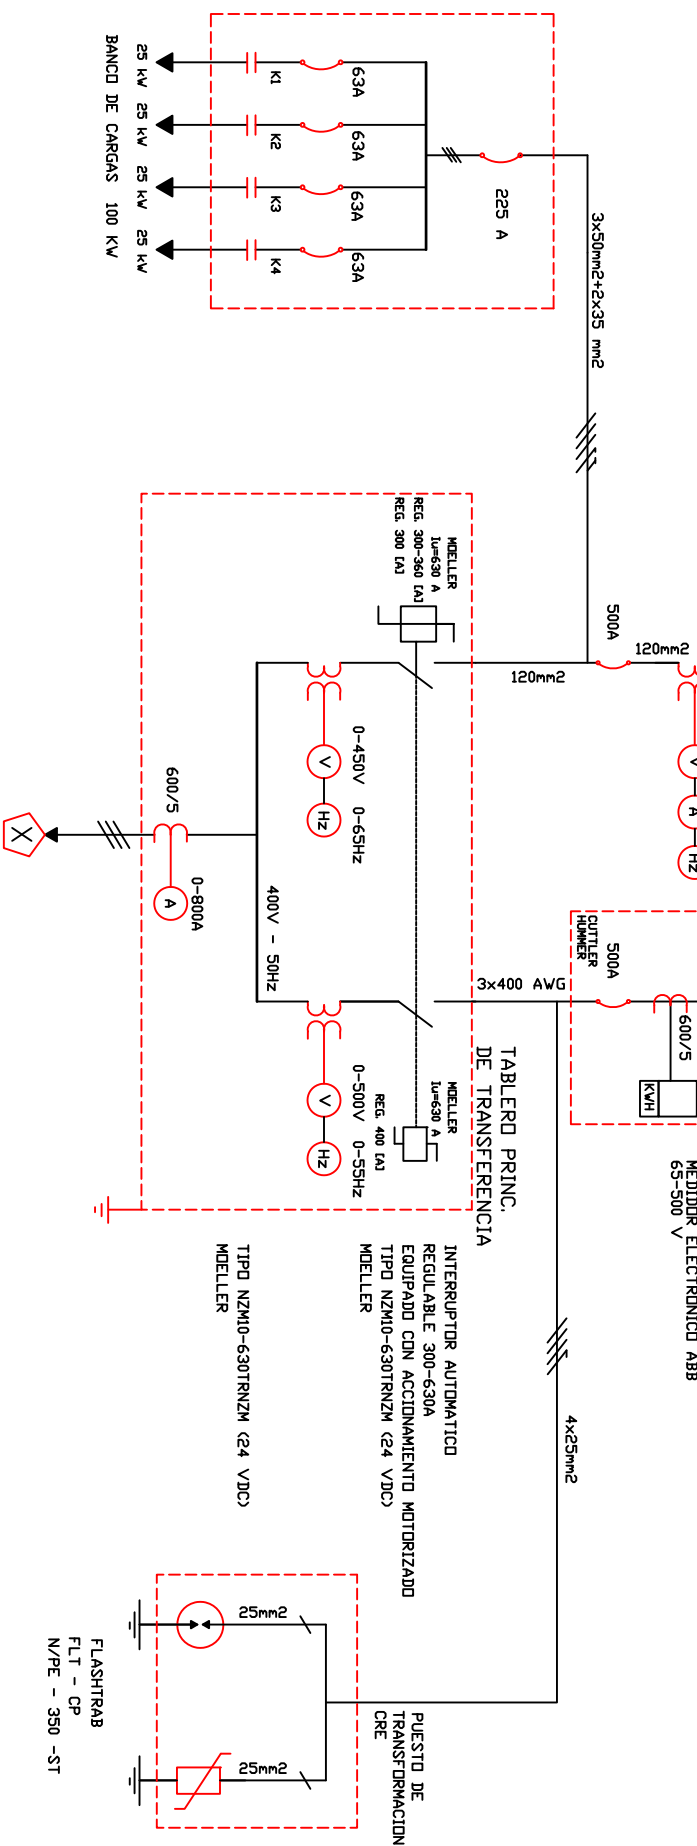 25 kW
25 kW
25 kW
25 kW
BANCO DE CARGAS 100 KW
K1
K2
K3
K4
63A
63A
63A
63A
225 A
3x50mm2+2x35 mm2
500A
120mm2
120mm2
V
A
Hz
MOELLER
Iu=630 A
REG. 300-360 [A]
REG. 300 [A]
0-450V 0-65Hz
V
Hz
600/5
0-800A
A
X
400V - 50Hz
CUTTLER
HUMMER
500A
600/5
KWH
3x400 AWG
MEDIDOR ELECTRONICO ABB
65-500 V
TABLERO PRINC.
DE TRANSFERENCIA
MOELLER
Iu=630 A
REG. 400 [A]
0-500V 0-55Hz
V
Hz
INTERRUPTOR AUTOMATICO
REGULABLE 300-630A
EQUIPADO CON ACCIONAMIENTO MOTORIZADO
TIPO NZM10-630TRNZM (24 VDC)
MOELLER
TIPO NZM10-630TRNZM (24 VDC)
MOELLER
4x25mm2
25mm2
25mm2
PUESTO DE
TRANSFORMACION
CRE
FLASHTRAB
FLT - CP
N/PE - 350 -ST